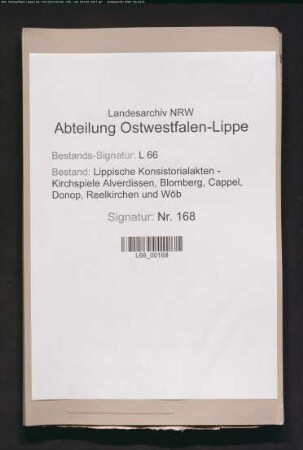 Landesarchiv NRW
Abteilung Ostwestfalen-Lippe
Bestands-Signatur: L 66
Bestand: Lippische Konsistorialakten -
Kirchspiele Alverdissen, Blomberg, Cappel,
Donop, Reelkirchen und Wöb
Signatur: Nr. 168
L66_00168